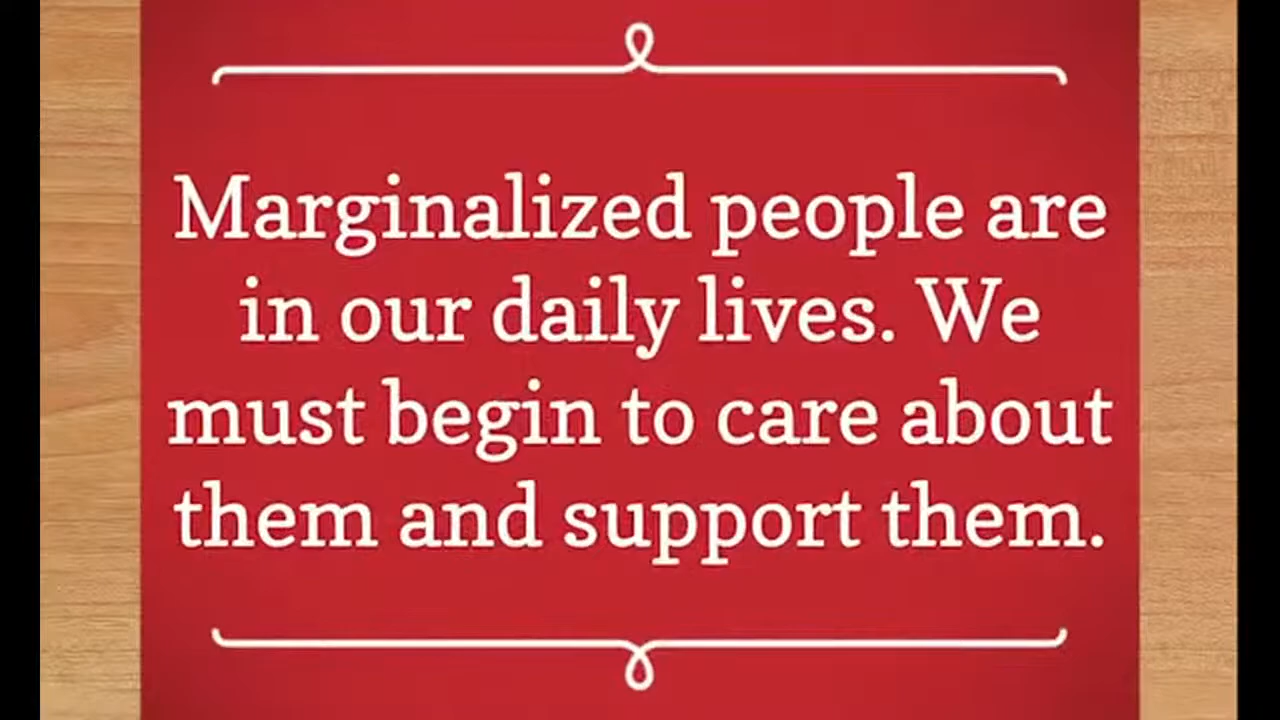 Marginalized people are
in our daily lives. We
must begin to care about
them and support them.